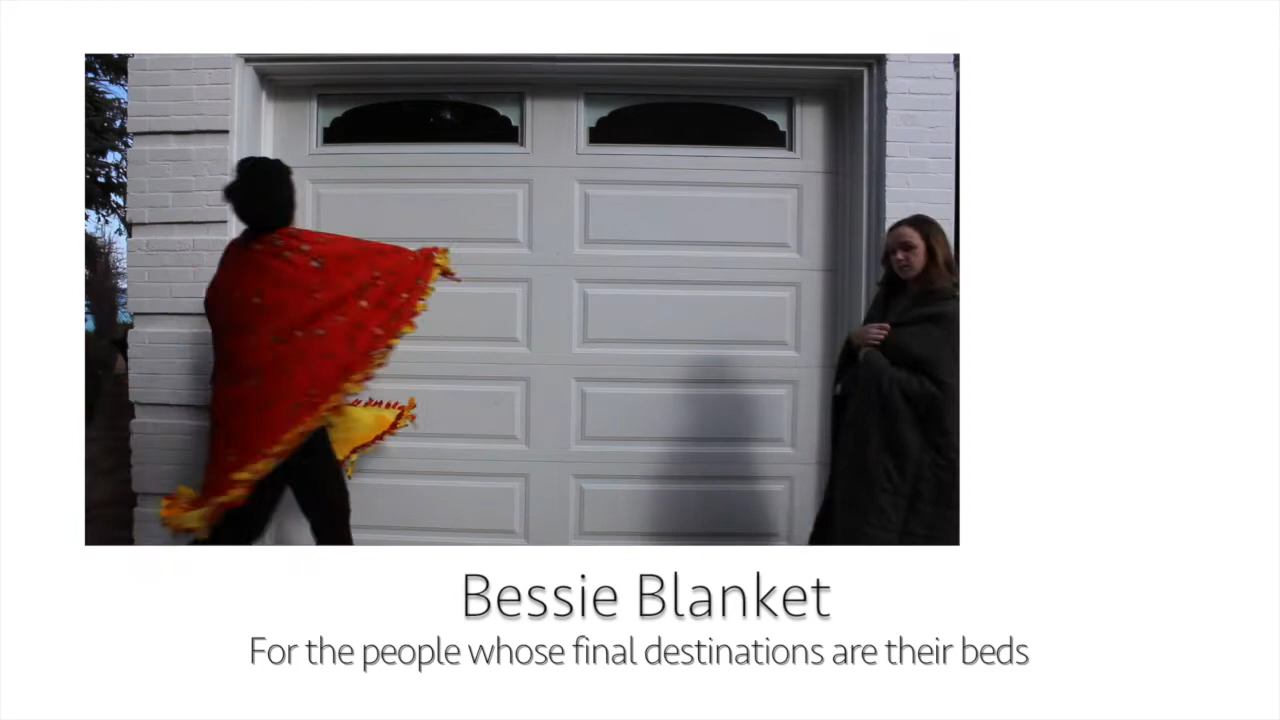 Bessie Blanket
For the people whose final destinations are their beds